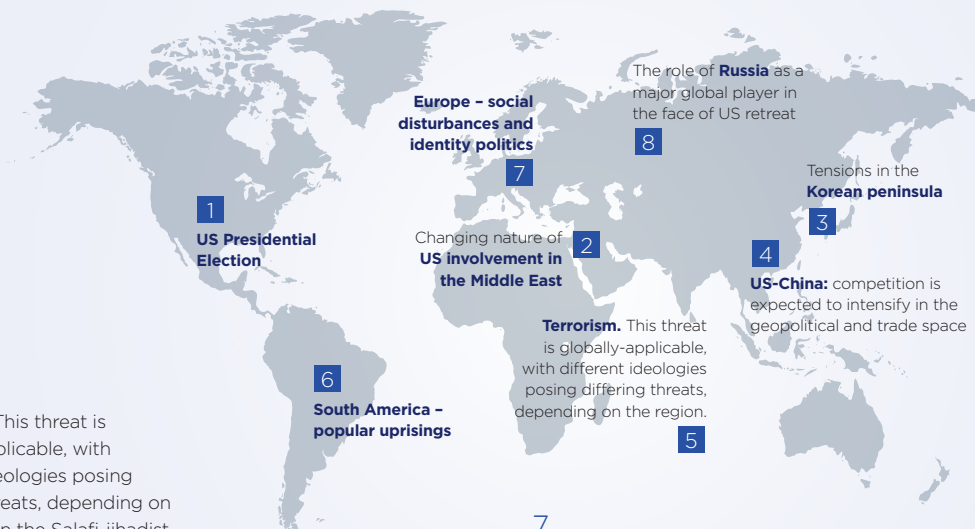 The role of Russia as a
major global player in
the face of US retreat
8
Europe – social
disturbances and
identity politics
7
Tensions in the
Korean peninsula
3
1
US Presidential
Election
Changing nature of
US involvement in
the Middle East
2
4
US-China: competition is
expected to intensify in the
geopolitical and trade space
Terrorism. This threat
is globally-applicable,
with different ideologies
posing differing threats,
depending on the region.
5
6
South America –
popular uprisings
This threat is
plicable, with
eologies posing
reats, depending on
n the Salafi-jihadist
7